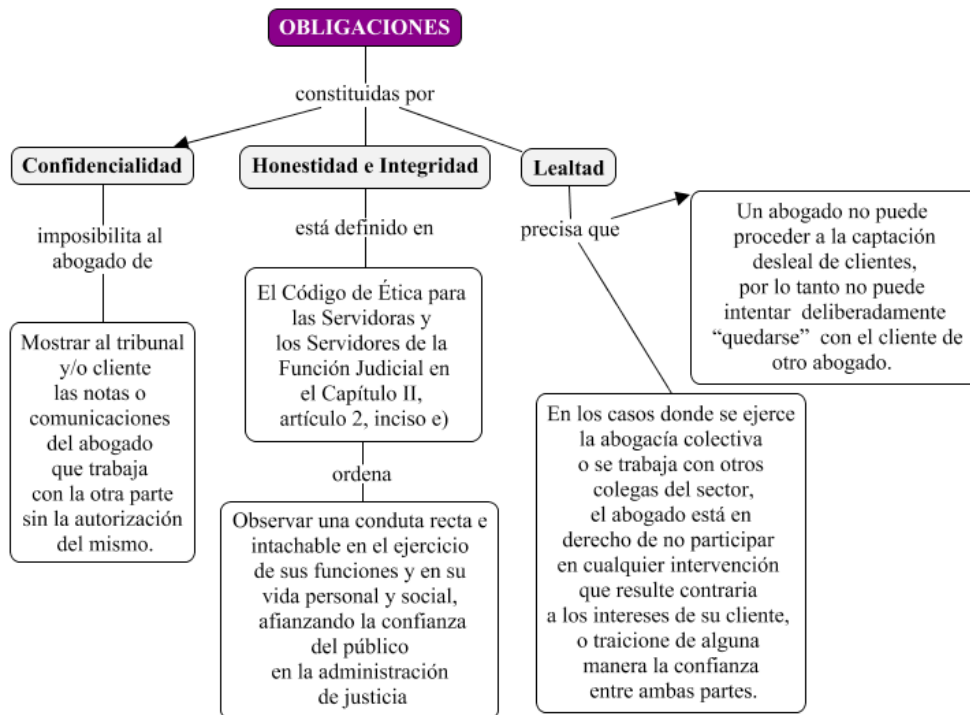 OBLIGACIONES
constituidas por
Confidencialidad
imposibilita al
abogado de
Mostrar al tribunal
y/o cliente
las notas o
comunicaciones
del abogado
que trabaja
con la otra parte
sin la autorización
del mismo.
Honestidad e Integridad
está definido en
El Código de Ética para
las Servidoras y
los Servidores de la
Función Judicial en
el Capítulo II,
artículo 2, inciso e)
ordena
Observar una conduta recta e
intachable en el ejercicio
de sus funciones y en su
vida personal y social,
afianzando la confianza
del público
en la administración
de justicia
Lealtad
precisa que
Un abogado no puede
proceder a la captación
desleal de clientes,
por lo tanto no puede
intentar deliberadamente
“quedarse” con el cliente de
otro abogado.
En los casos donde se ejerce
la abogacía colectiva
o se trabaja con otros
colegas del sector,
el abogado está en
derecho de no participar
en cualquier intervención
que resulte contraria
a los intereses de su cliente,
o traicione de alguna
manera la confianza
entre ambas partes.